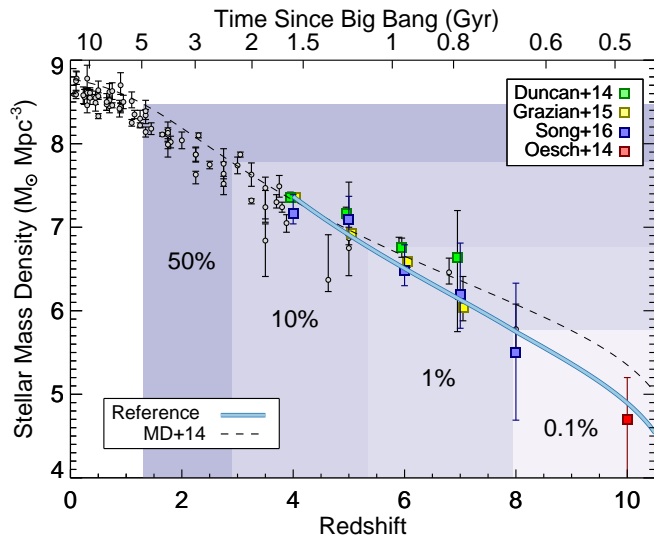 Time Since Big Bang (Gyr)
10 5 3 2 1.5 1 0.8 0.6 0.5
9
8
7
6
5
4
Stellar Mass Density (M☉ Mpc-3)
Duncan+14
Grazian+15
Song+16
Oesch+14
50%
10%
1%
0.1%
Reference
MD+14
0 2 4 6 8 10
Redshift